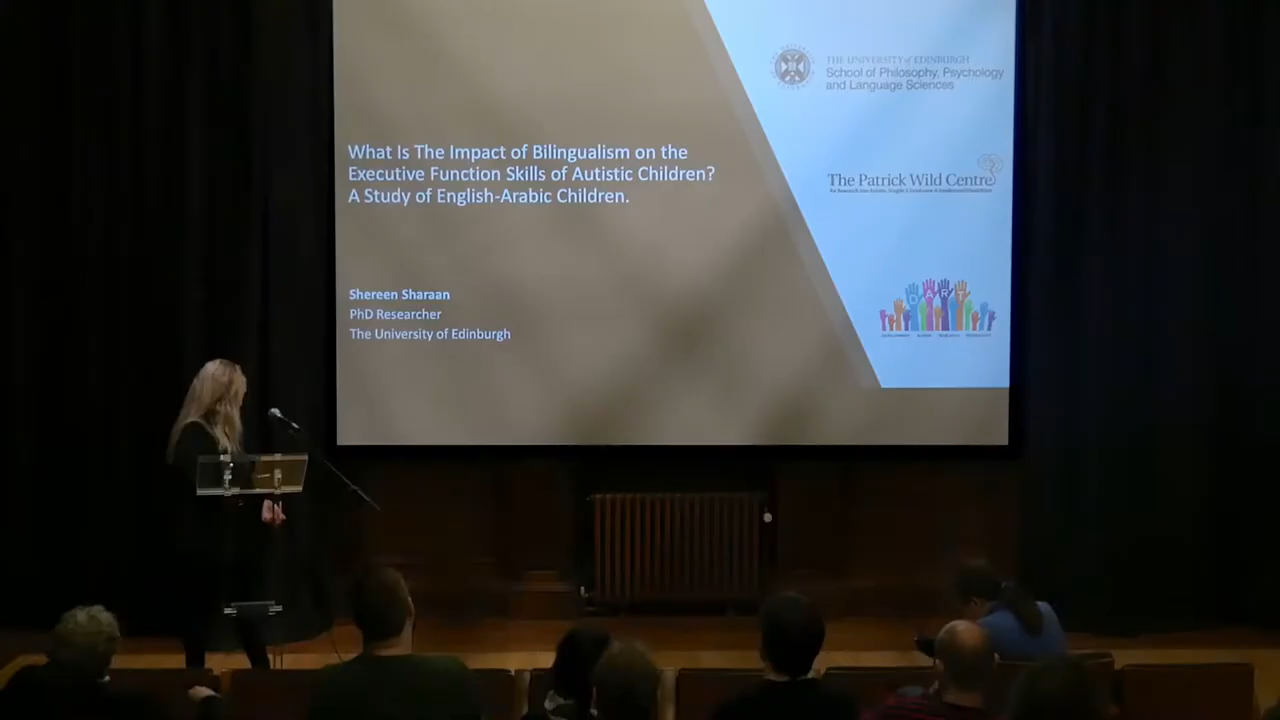 What Is The Impact of Bilingualism on the
Executive Function Skills of Autistic Children?
A Study of English-Arabic Children.
Shereen Sharaan
PhD Researcher
The University of Edinburgh
THE UNIVERSITY of EDINBURGH
School of Philosophy, Psychology
and Language Sciences
The Patrick Wild Centre
DART